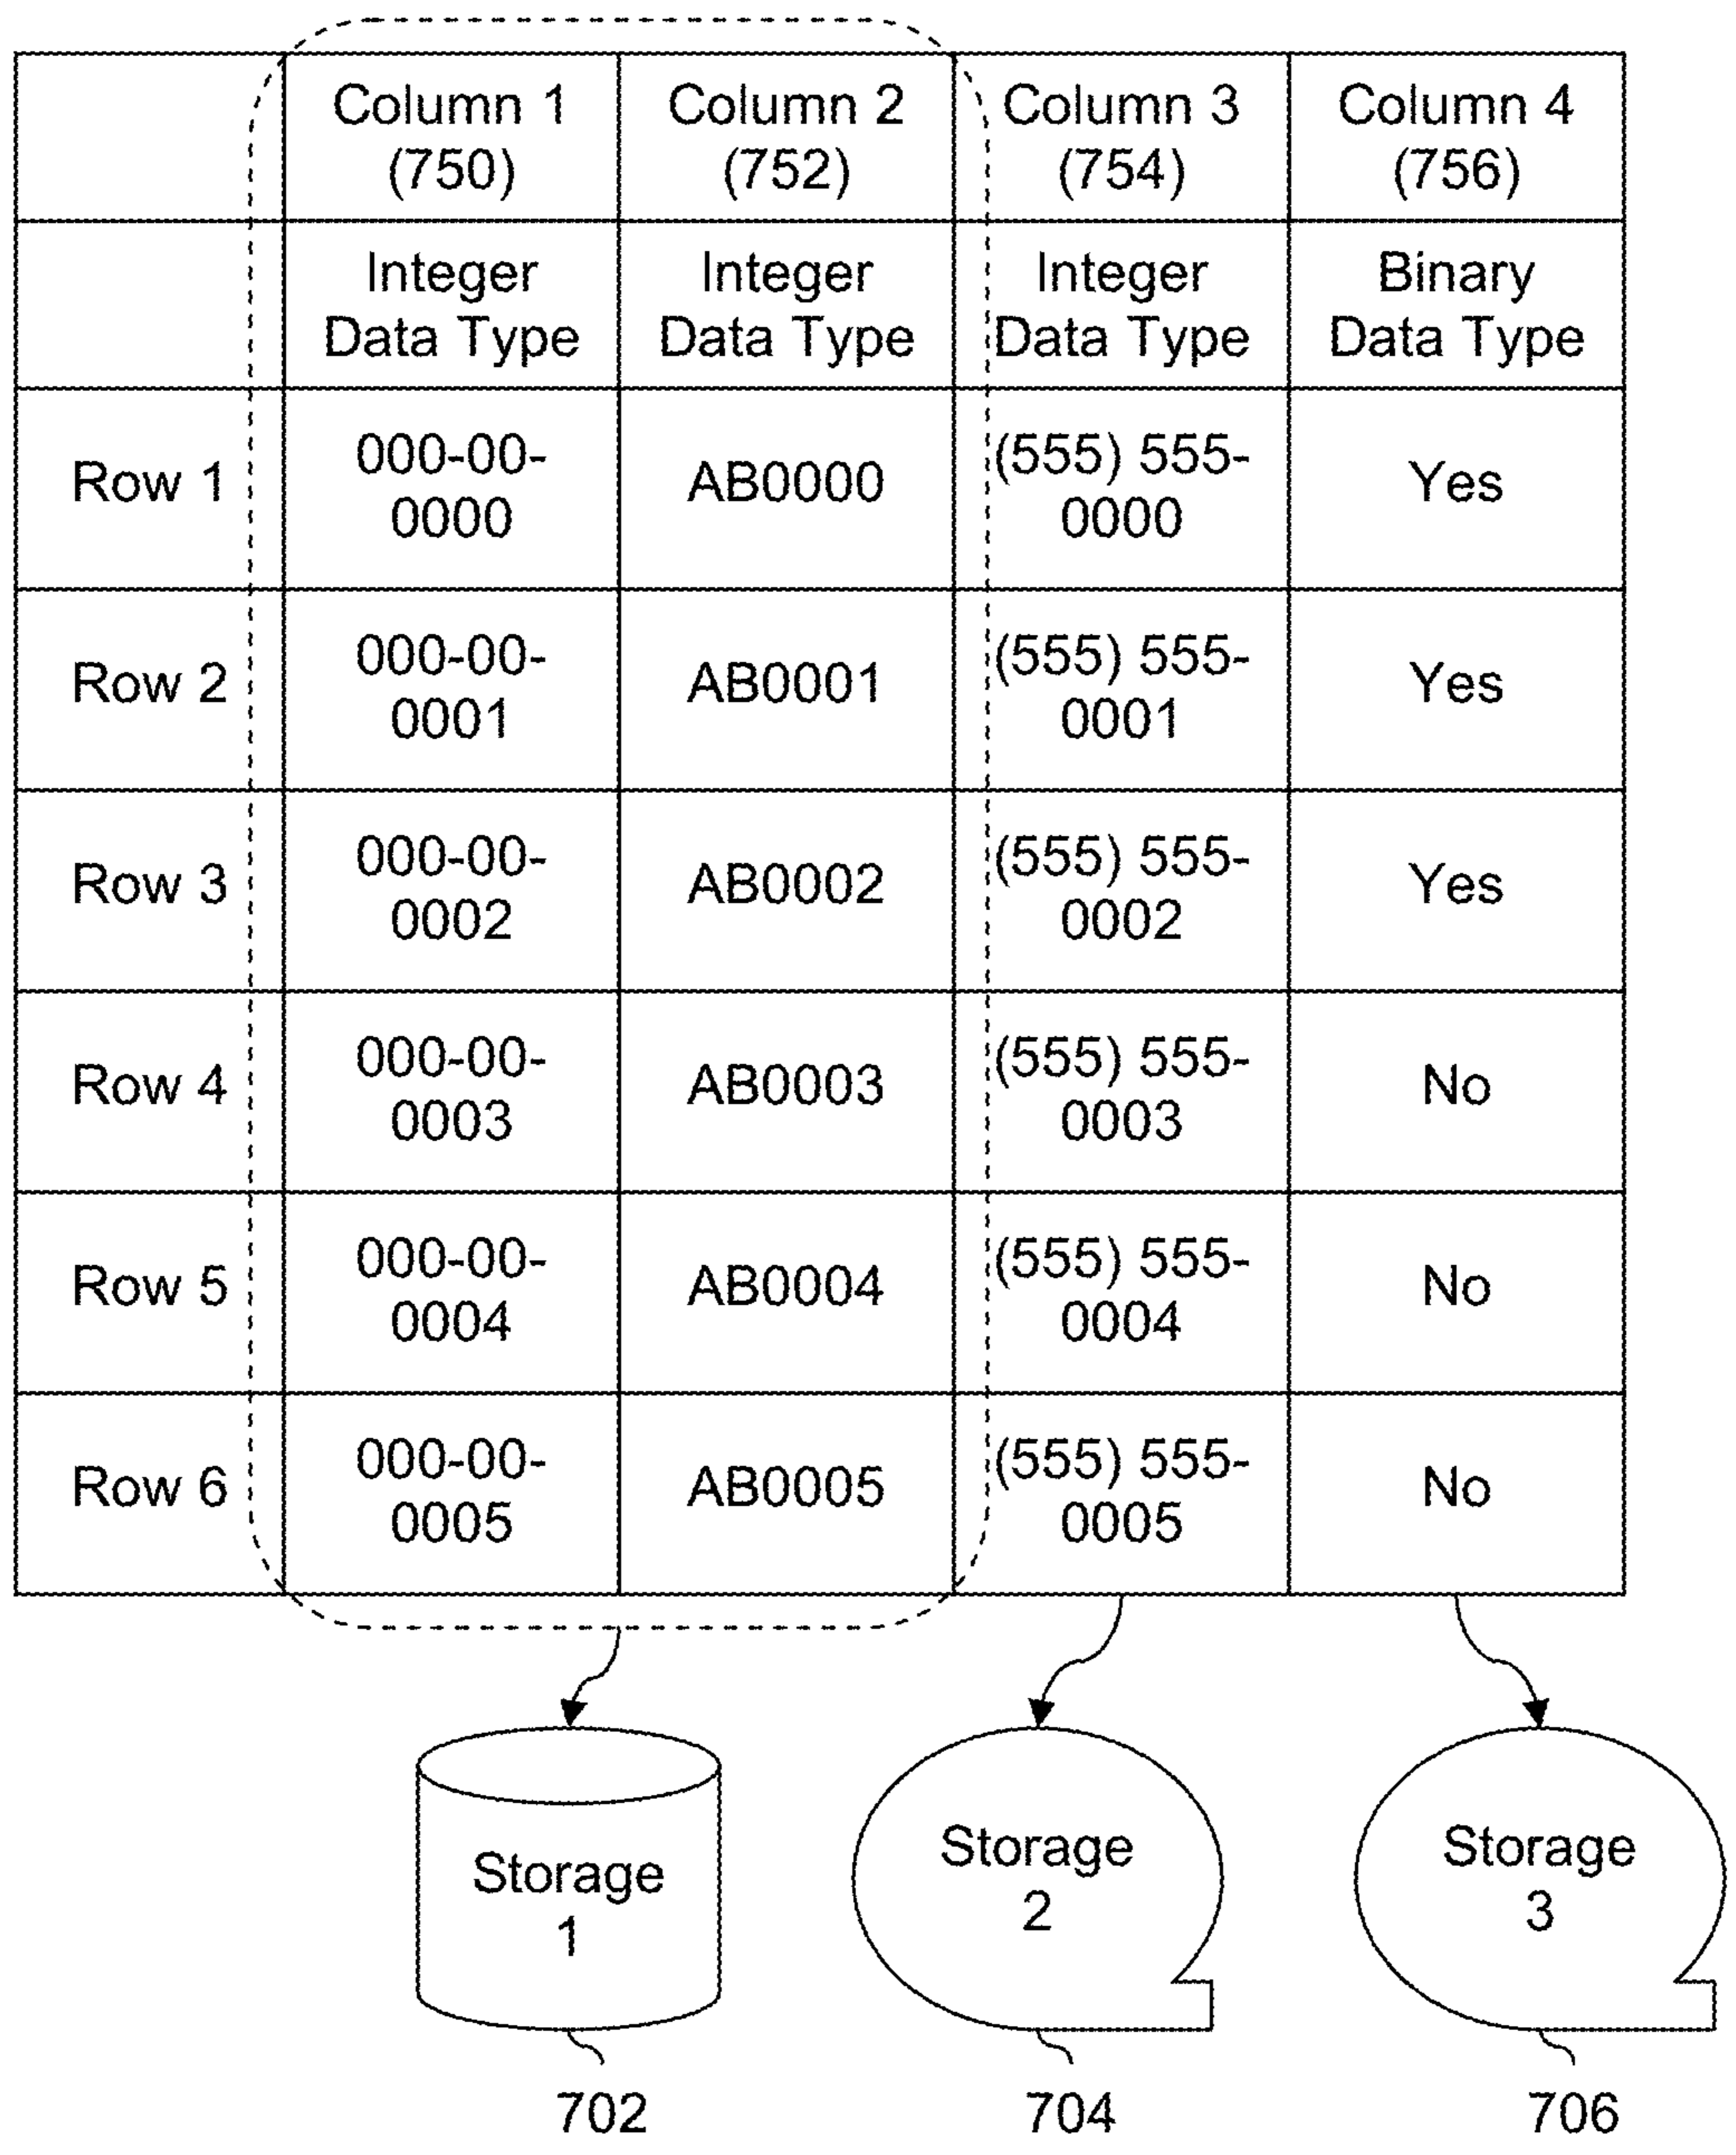 Column 1 Column 2 Column 3 Column 4
(750) (752) (754) (756)
Integer Integer Integer Binary
Data Type Data Type Data Type Data Type
Row 1 000-00- AB0000 (555) 555- Yes
0000 0000
Row 2 000-00- AB0001 (555) 555- Yes
0001 0001
Row 3 000-00- AB0002 (555) 555- Yes
0002 0002
Row 4 000-00- AB0003 (555) 555- No
0003 0003
Row 5 000-00- AB0004 (555) 555- No
0004 0004
Row 6 000-00- AB0005 (555) 555- No
0005 0005
Storage
1
Storage
2
Storage
3
702 704 706